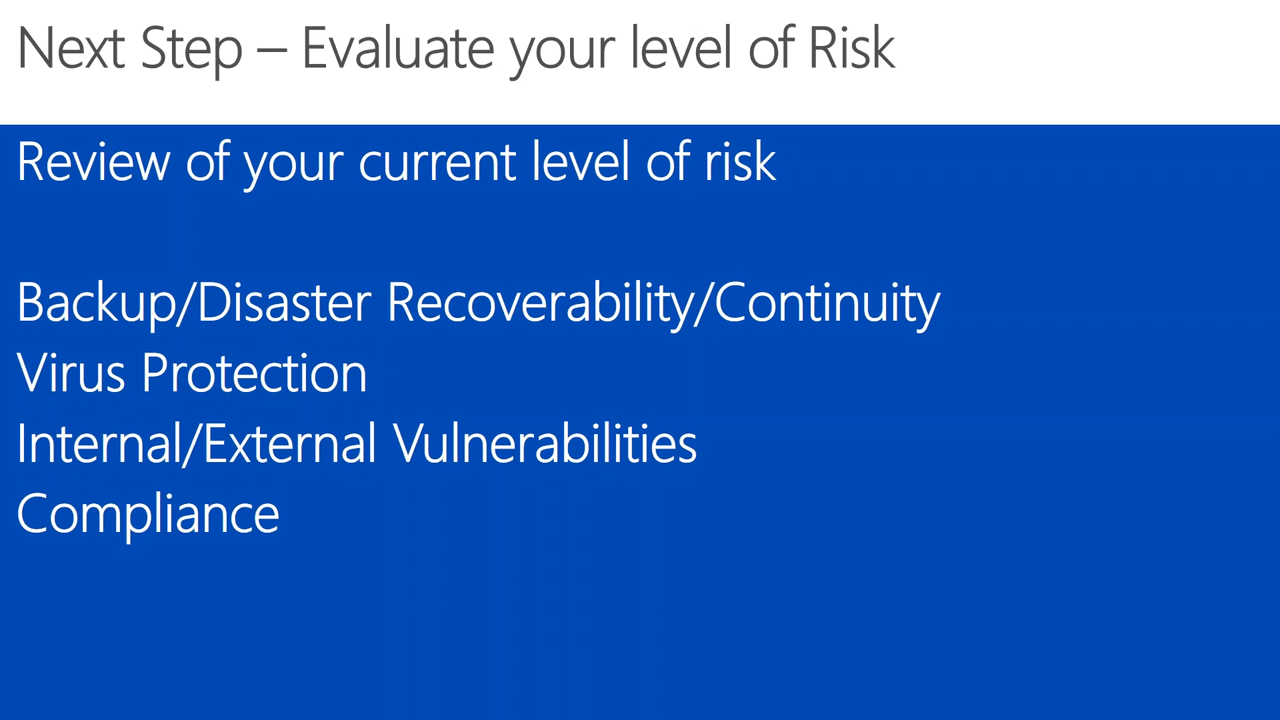 Next Step – Evaluate your level of Risk
Review of your current level of risk
Backup/Disaster Recoverability/Continuity
Virus Protection
Internal/External Vulnerabilities
Compliance